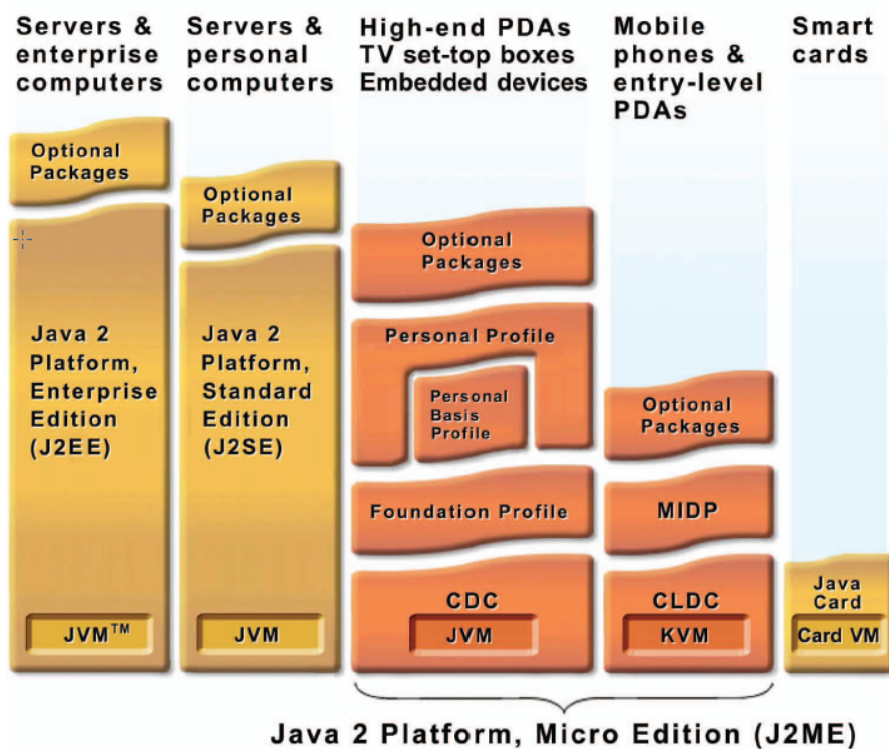 Servers &
enterprise
computers
Servers &
personal
computers
High-end PDAs
TV set-top boxes
Embedded devices
Mobile
phones &
entry-level
PDAs
Smart
cards
Optional
Packages
Java 2
Platform,
Enterprise
Edition
(J2EE)
JVM™
Optional
Packages
Java 2
Platform,
Standard
Edition
(J2SE)
JVM
Optional
Packages
Personal Profile
Personal
Basis
Profile
Foundation Profile
CDC
JVM
Optional
Packages
MIDP
CLDC
KVM
Java
Card
Card VM
Java 2 Platform, Micro Edition (J2ME)